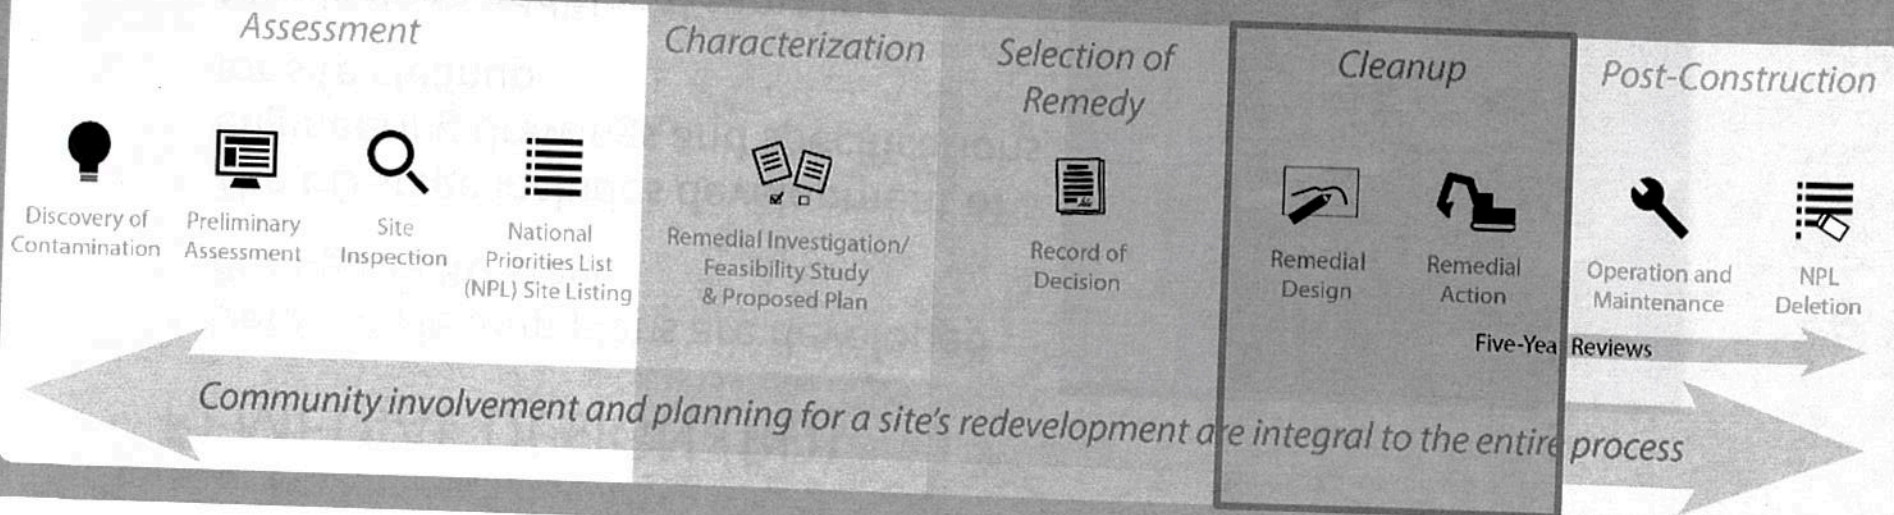 Assessment
Discovery of
Contamination
Preliminary
Assessment
Site
Inspection
National
Priorities List
(NPL) Site Listing
Characterization
Remedial Investigation/
Feasibility Study
& Proposed Plan
Selection of
Remedy
Record of
Decision
Cleanup
Remedial
Design
Remedial
Action
Post-Construction
Operation and
Maintenance
NPL
Deletion
Five-Yea Reviews
Community involvement and planning for a site's redevelopment are integral to the entire process